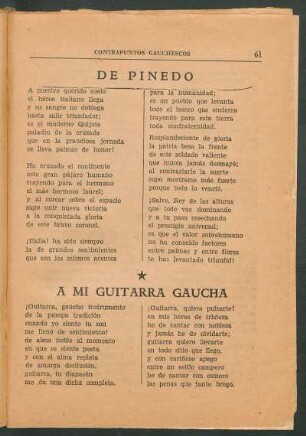 CONTRAPUNTOS GAUCHESCOS 61
DE PINEDO
A nuestro querido suelo
el héroe italiano llega
y su sangre no doblega
hasta salir triunfador;
es el moderno Quijote
paladín de la cruzada
que en la grandiosa jornada
se lleva palmas de honor!
Ha cruzado el continente
este gran pájaro humano
trayendo para el hermano
el más hermoso laurel;
y al surcar sobre el espacio
supo unir nueva victoria
a la conquistada gloria
de este bravo coronel.
¡Italia! ha sido siempre
la de grandes sentimientos
que son los mismos acentos
para la humanidad;
es un pueblo que levanta
todo el honor que encierra
trayendo para esta tierra
toda confraternidad.
Resplandeciente de gloria
la patria besa la frente
de este soldado valiente
que nunca jamás desmayó;
al contrariarle la suerte
supo mostrarse más fuerte
porque todo lo venció.
¡Salve, Rey de las alturas
que todo vas dominando
y a tu paso cosechando
el prestigio universal;
es que el valor sobrehumano
no ha conocido factores
entre palmas y entre flores
te has levantado triunfal!
★
A MI GUITARRA GAUCHA
¡Guitarra, gaucho instrumento
de la pampa tradición
cuando yo siento tu son
me lleno de sentimiento!
de alma noble al momento
en que se siente poeta
y con el alma repleta
de amarga desilusión,
guitarra, tu diapasón
me da una dicha completa.
¡Guitarra, quiero pulsarte!
en mis horas de tristeza
he de cantar con nobleza
y jamás he de olvidarte;
guitarra quiero llevarte
en todo sitio que llego,
y con cariñoso apego
entre un estilo campero
he de cantar con esmero
las penas que tanto brego.